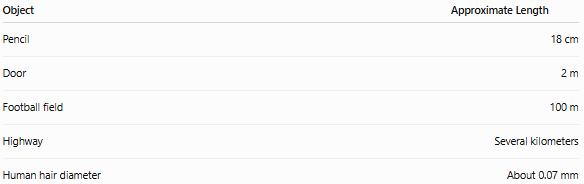 Object Approximate Length
Pencil 18 cm
Door 2 m
Football field 100 m
Highway Several kilometers
Human hair diameter About 0.07 mm